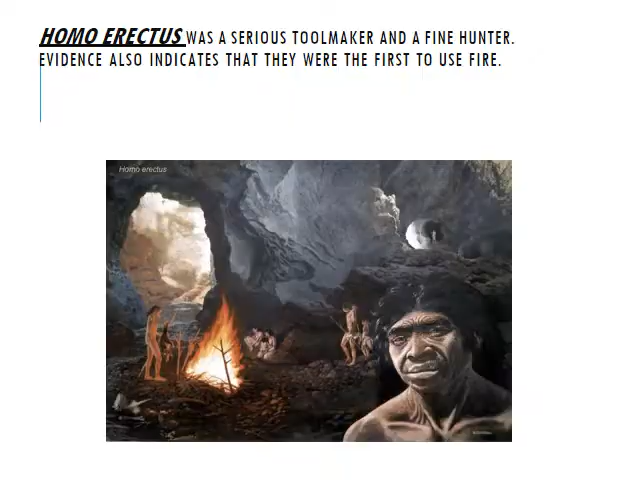 HOMO ERECTUS WAS A SERIOUS TOOLMAKER AND A FINE HUNTER.
EVIDENCE ALSO INDICATES THAT THEY WERE THE FIRST TO USE FIRE.
Homo erectus